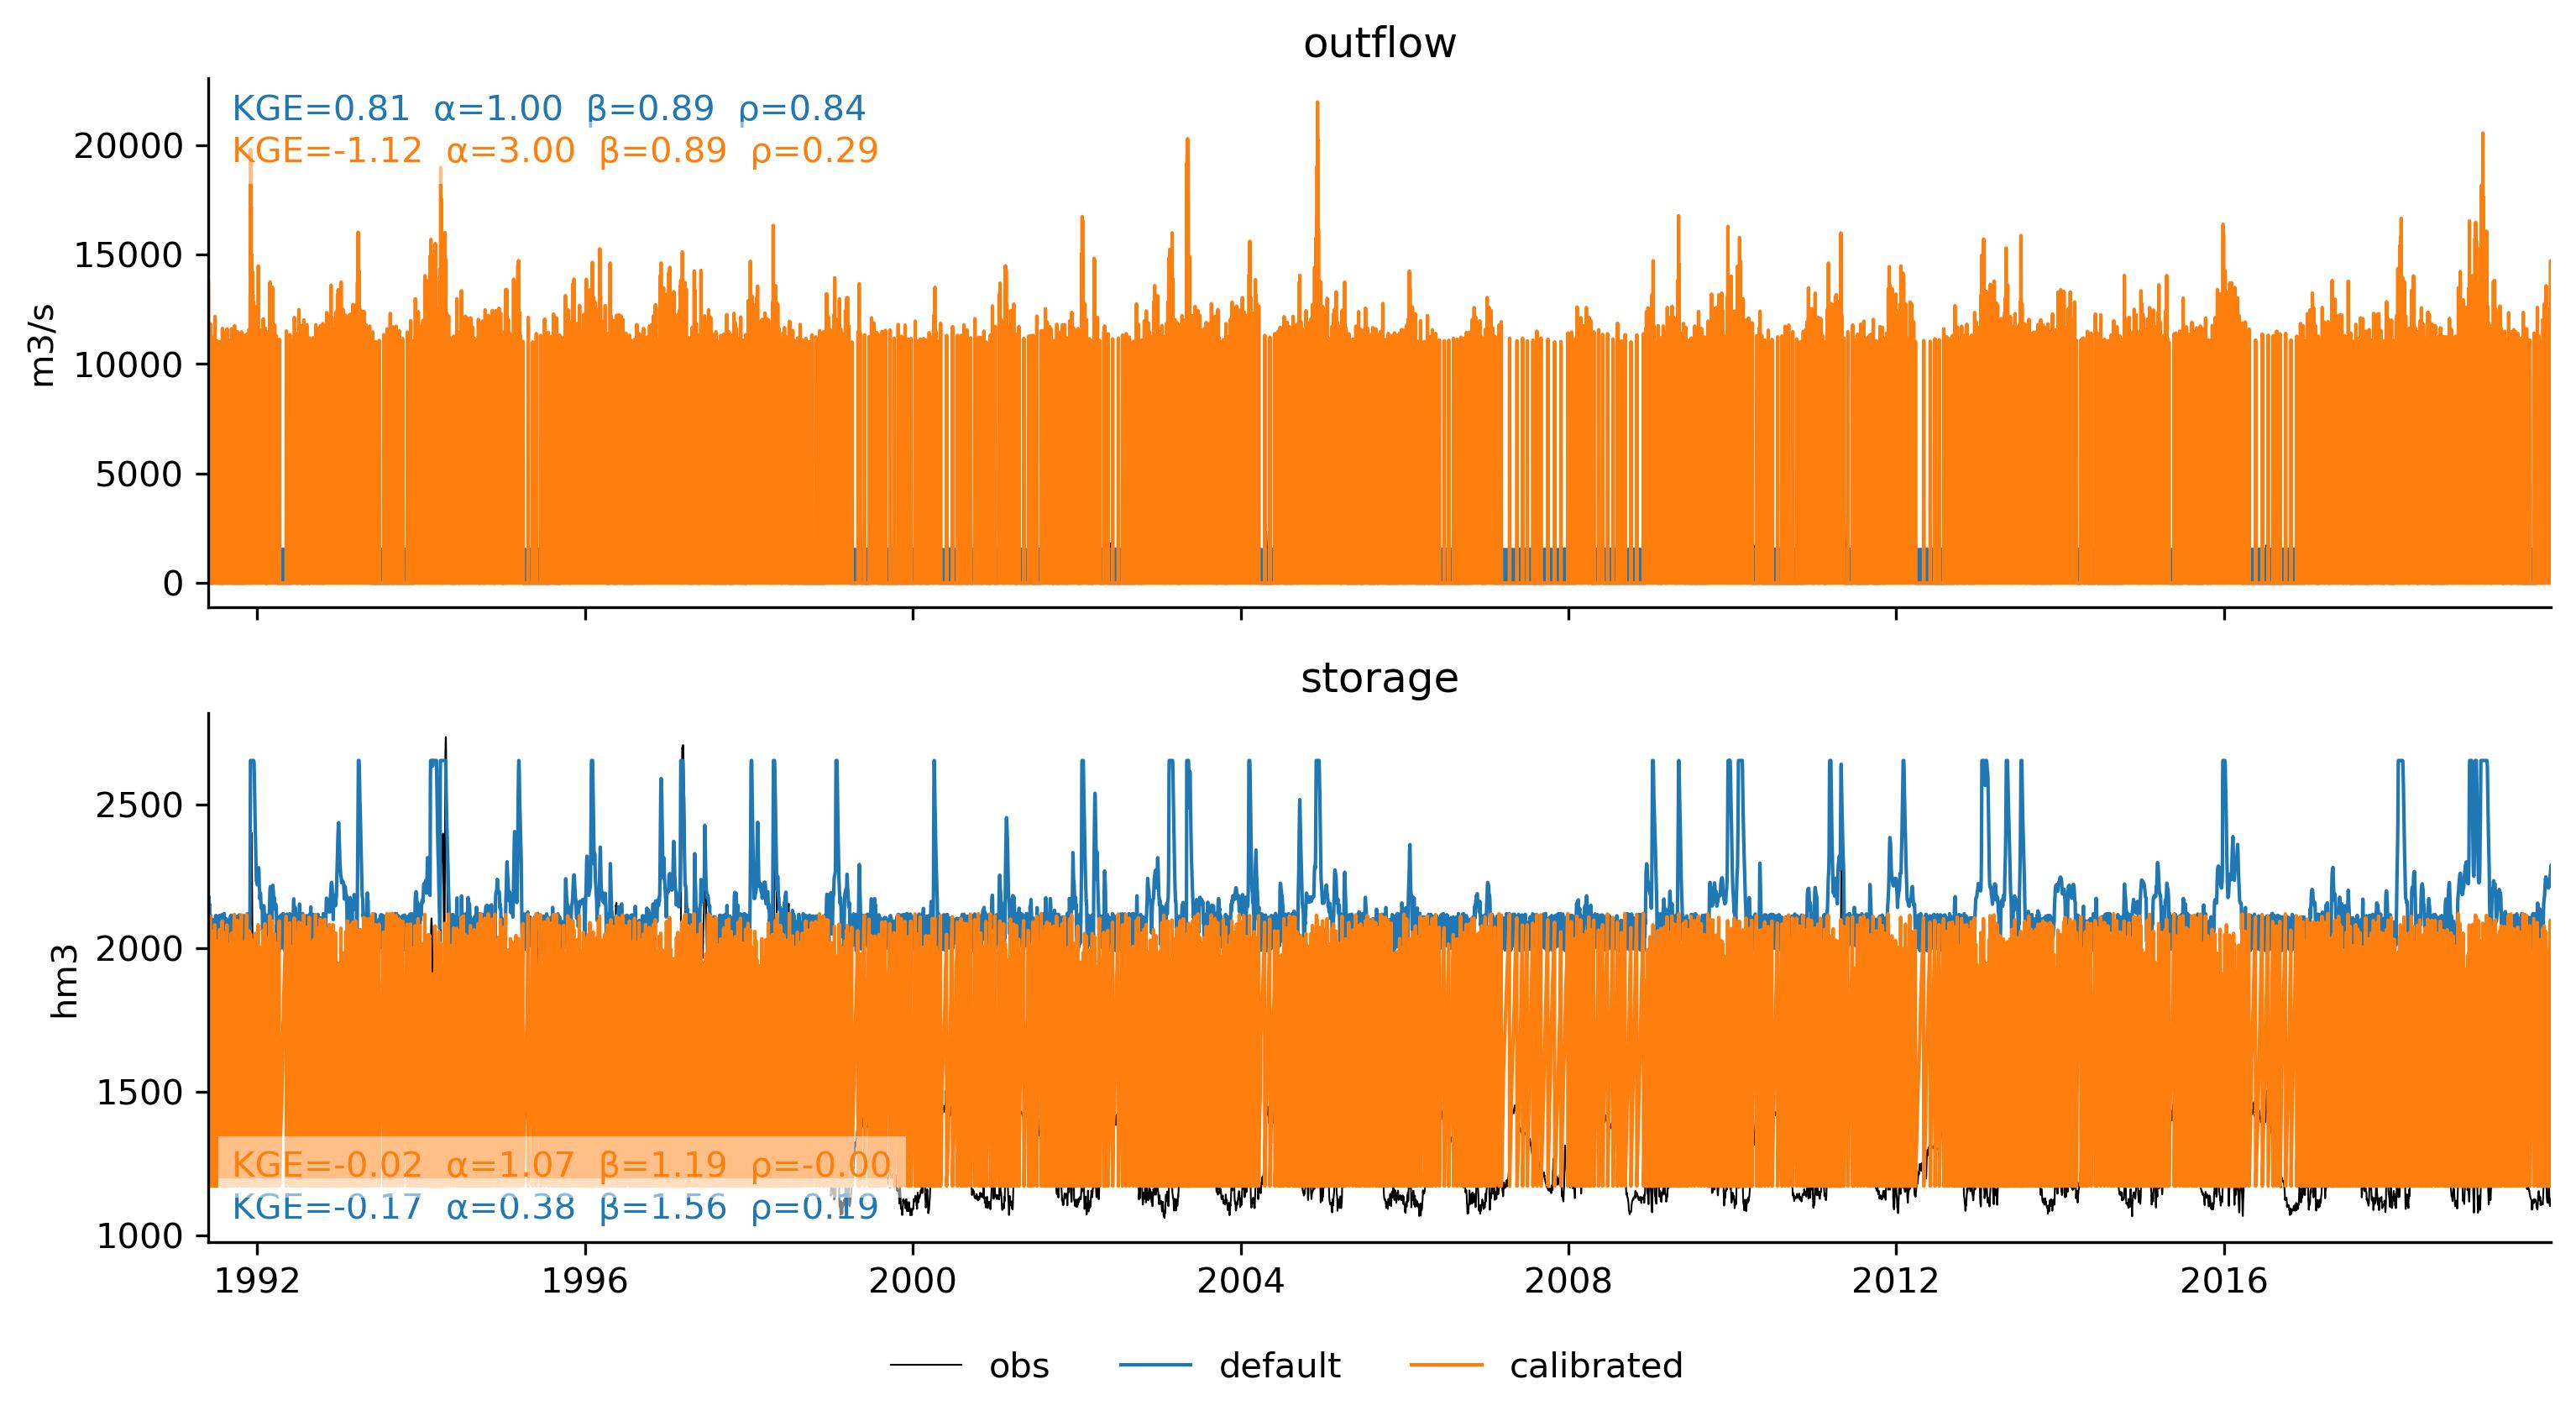 outflow
KGE=0.81 α=1.00 β=0.89 ρ=0.84
KGE=-1.12 α=3.00 β=0.89 ρ=0.29
20000
15000
10000
5000
0
m3/s
storage
2500
2000
1500
1000
hm3
KGE=-0.02 α=1.07 β=1.19 ρ=-0.00
KGE=-0.17 α=0.38 β=1.56 ρ=0.19
1992 1996 2000 2004 2008 2012 2016
obs default calibrated